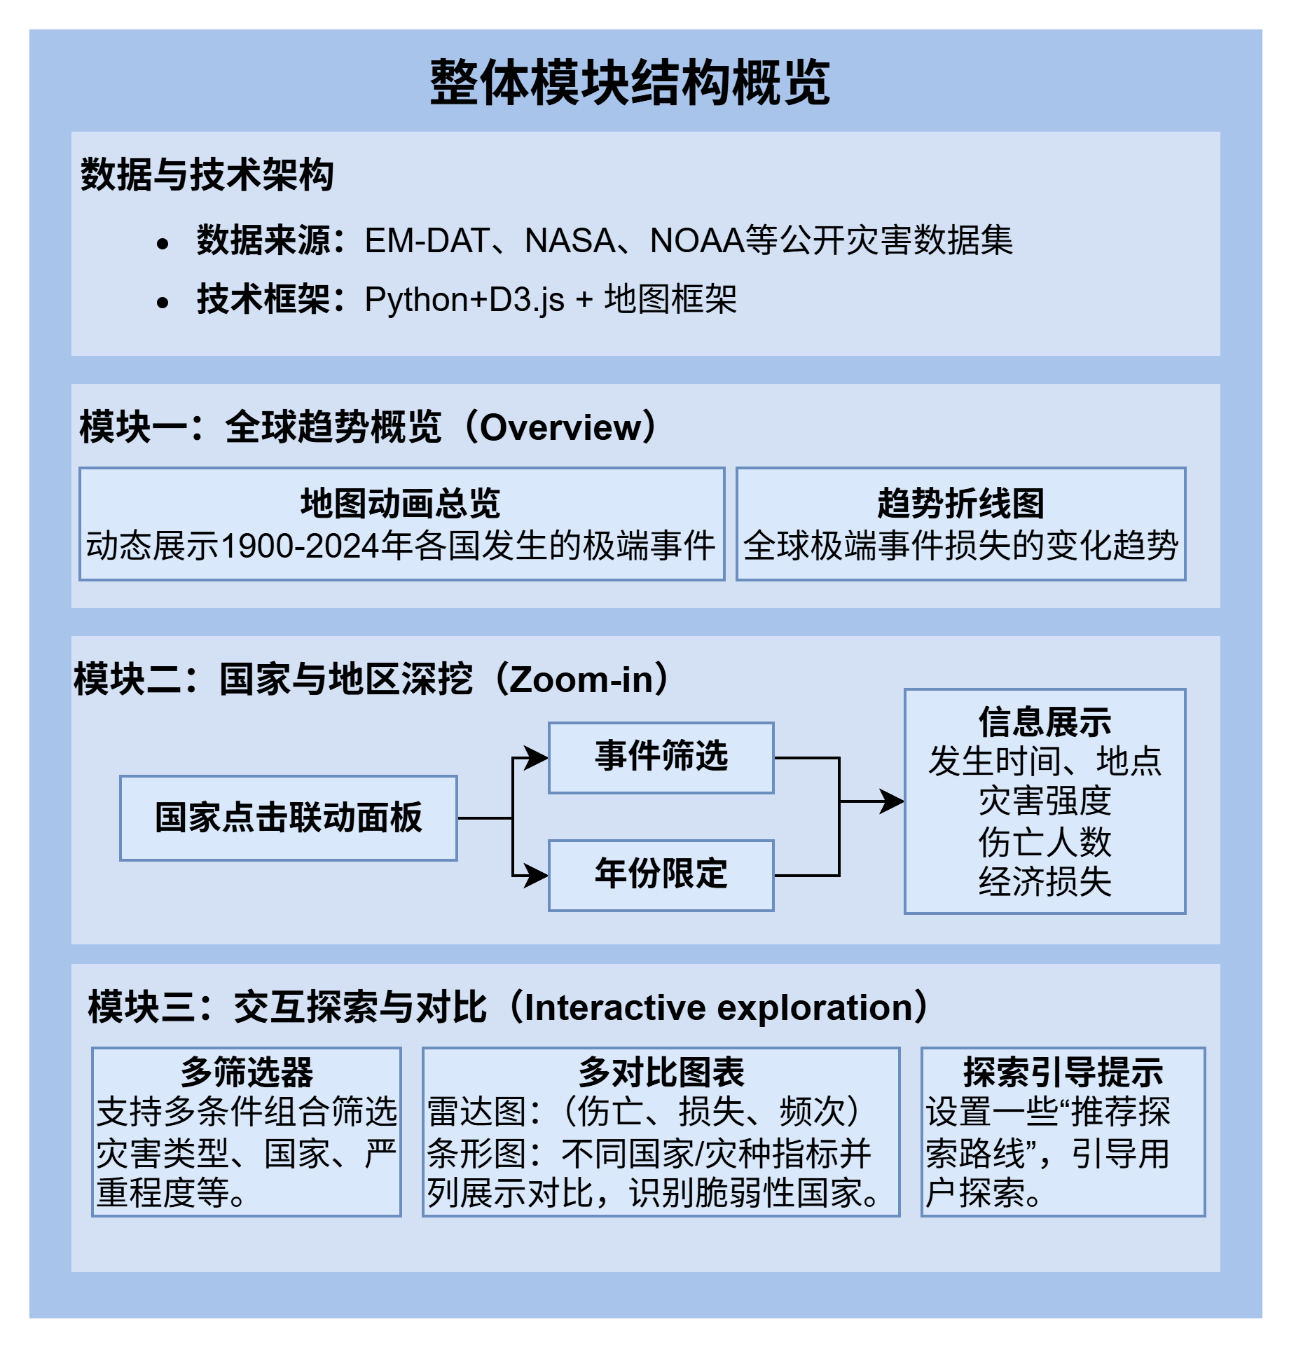 整体模块结构概览
数据与技术架构
• 数据来源：EM-DAT、NASA、NOAA等公开灾害数据集
• 技术框架：Python+D3.js + 地图框架
模块一：全球趋势概览（Overview）
地图动画总览
动态展示1900-2024年各国发生的极端事件
趋势折线图
全球极端事件损失的变化趋势
模块二：国家与地区深挖（Zoom-in）
国家点击联动面板
事件筛选
年份限定
信息展示
发生时间、地点
灾害强度
伤亡人数
经济损失
模块三：交互探索与对比（Interactive exploration）
多筛选器
支持多条件组合筛选
灾害类型、国家、严
重程度等。
多对比图表
雷达图：（伤亡、损失、频次）
条形图：不同国家/灾种指标并
列展示对比，识别脆弱性国家。
探索引导提示
设置一些“推荐探
索路线”，引导用
户探索。